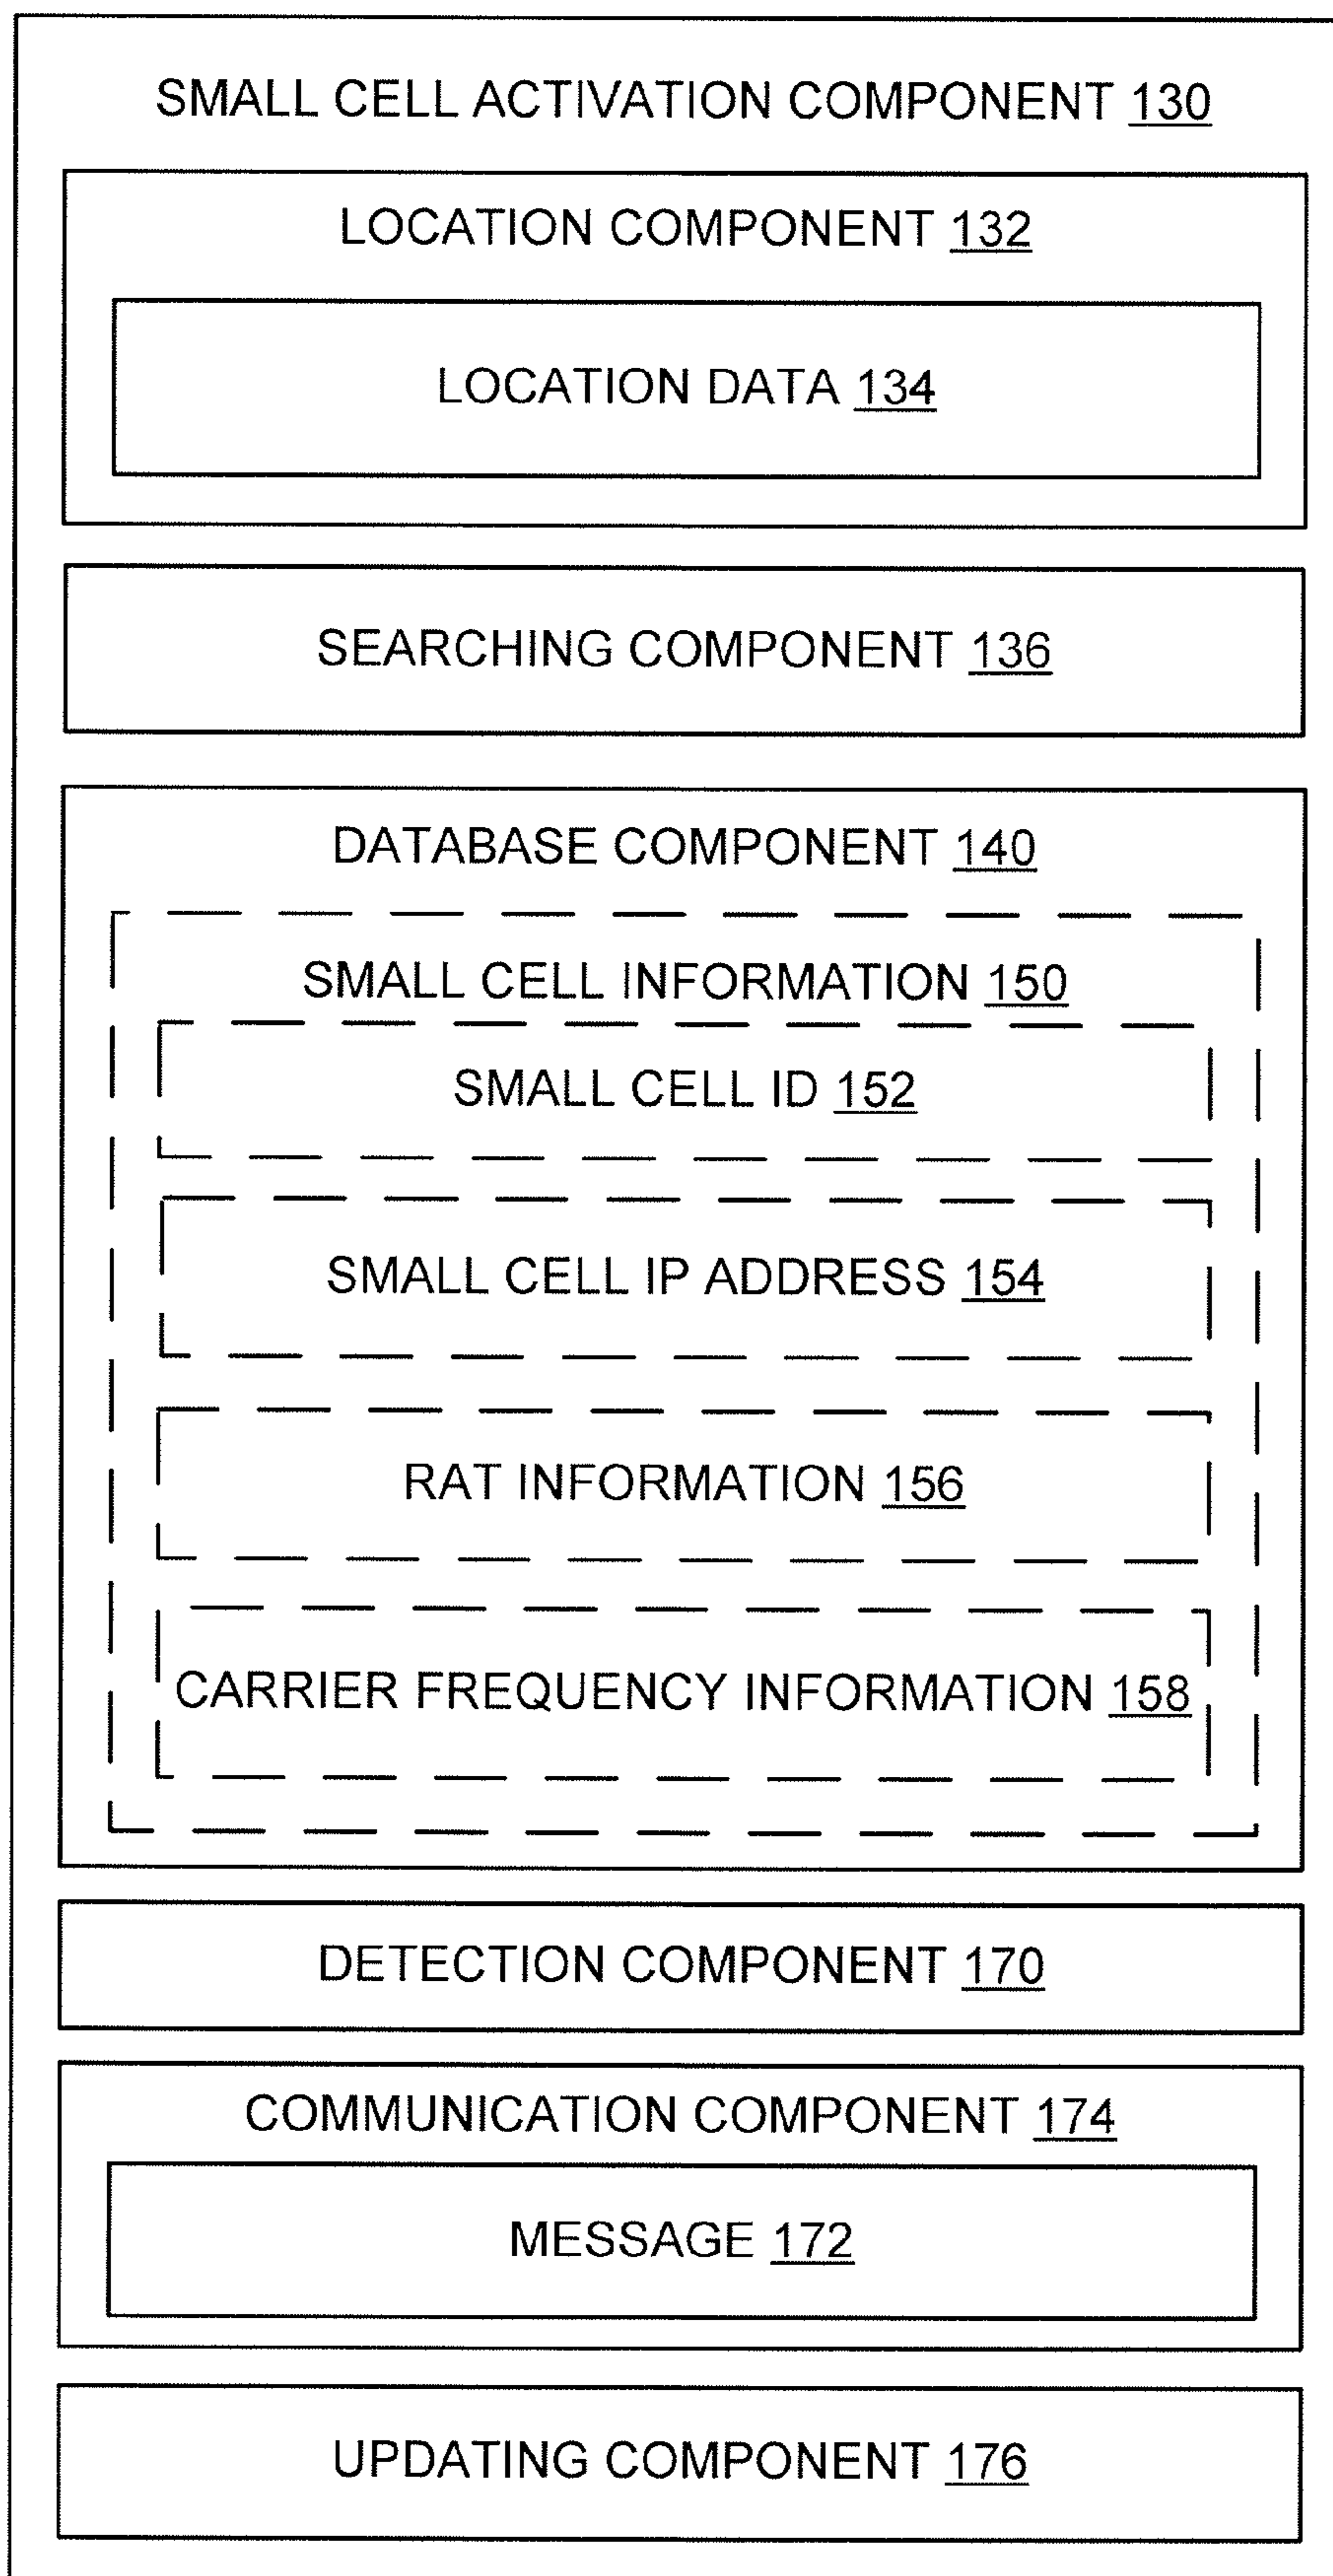 SMALL CELL ACTIVATION COMPONENT 130
LOCATION COMPONENT 132
LOCATION DATA 134
SEARCHING COMPONENT 136
DATABASE COMPONENT 140
SMALL CELL INFORMATION 150
SMALL CELL ID 152
SMALL CELL IP ADDRESS 154
RAT INFORMATION 156
CARRIER FREQUENCY INFORMATION 158
DETECTION COMPONENT 170
COMMUNICATION COMPONENT 174
MESSAGE 172
UPDATING COMPONENT 176